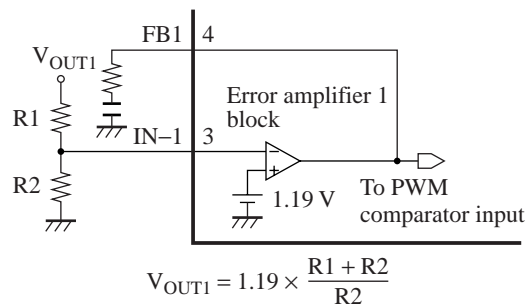 FB1 4
VOUT1
R1
Error amplifier 1
block
IN–1 3
R2
1.19 V
To PWM
comparator input
VOUT1 = 1.19 × (R1 + R2) / R2